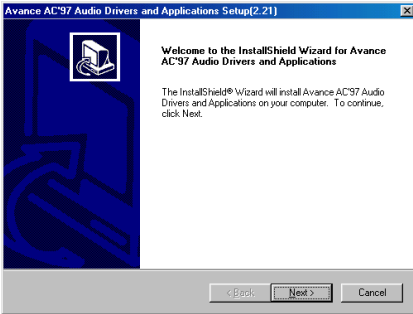 Avance AC'97 Audio Drivers and Applications Setup(2.21)
Welcome to the InstallShield Wizard for Avance
AC'97 Audio Drivers and Applications
The InstallShield® Wizard will install Avance AC'97 Audio
Drivers and Applications on your computer. To continue,
click Next.
< Back
Next >
Cancel